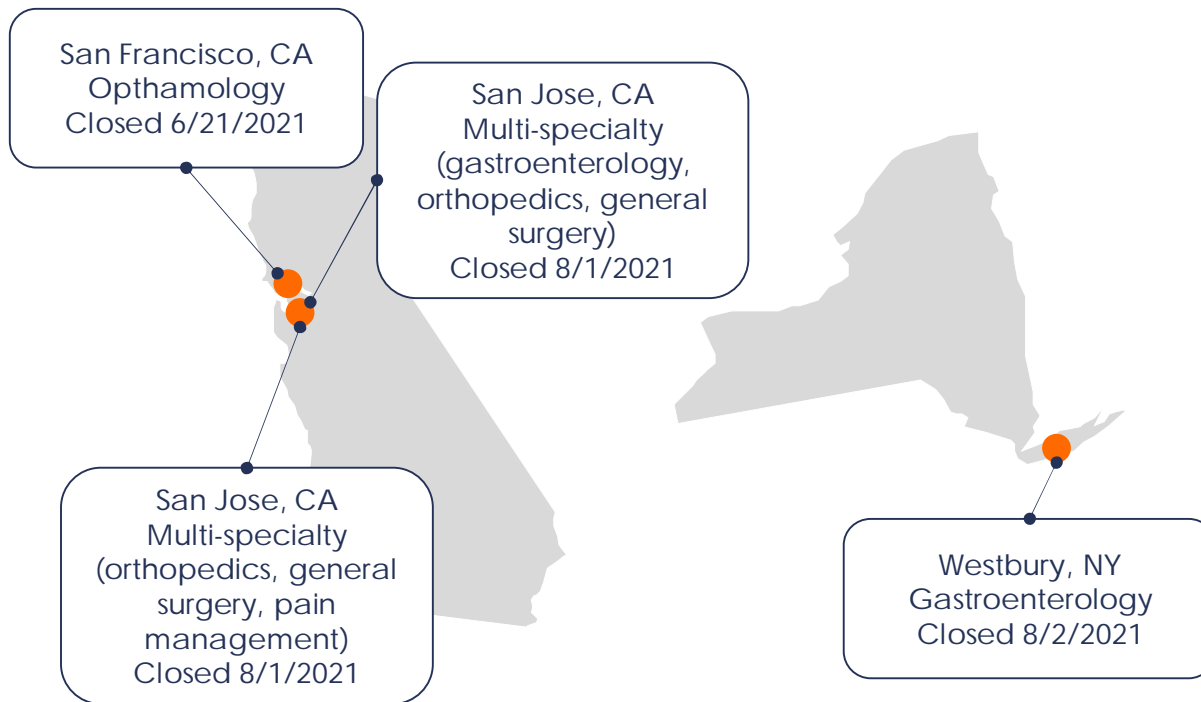 San Francisco, CA
Opthamology
Closed 6/21/2021
San Jose, CA
Multi-specialty
(gastroenterology,
orthopedics, general
surgery)
Closed 8/1/2021
San Jose, CA
Multi-specialty
(orthopedics, general
surgery, pain
management)
Closed 8/1/2021
Westbury, NY
Gastroenterology
Closed 8/2/2021